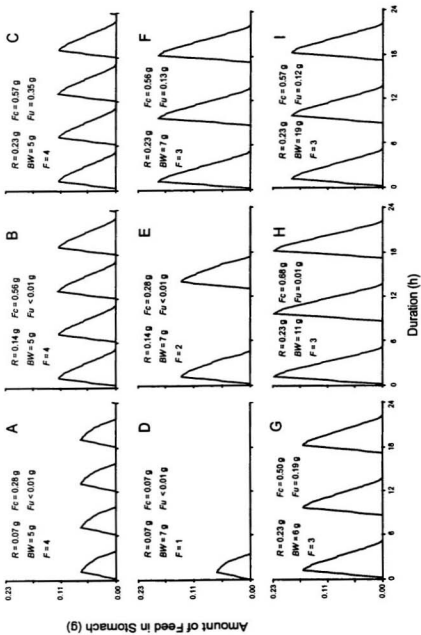 Amount of Feed in Stomach (g)
0.23
0.11
0.00
A
R = 0.07 g Fc = 0.28 g
BW = 5 g Fu < 0.01 g
F = 4
B
R = 0.14 g Fc = 0.56 g
BW = 5 g Fu < 0.01 g
F = 4
C
R = 0.23 g Fc = 0.57 g
BW = 5 g Fu = 0.35 g
F = 4
0.23
0.11
0.00
D
R = 0.07 g Fc = 0.07 g
BW = 7 g Fu < 0.01 g
F = 1
E
R = 0.14 g Fc = 0.28 g
BW = 7 g Fu < 0.01 g
F = 2
F
R = 0.23 g Fc = 0.56 g
BW = 7 g Fu = 0.13 g
F = 3
0.23
0.11
0.00
G
R = 0.23 g Fc = 0.50 g
BW = 6 g Fu = 0.19 g
F = 3
H
R = 0.23 g Fc = 0.68 g
BW = 11 g Fu = 0.01 g
F = 3
I
R = 0.23 g Fc = 0.57 g
BW = 19 g Fu = 0.12 g
F = 3
0 6 12 18 24 0 6 12 18 24 0 6 12 18 24
Duration (h)